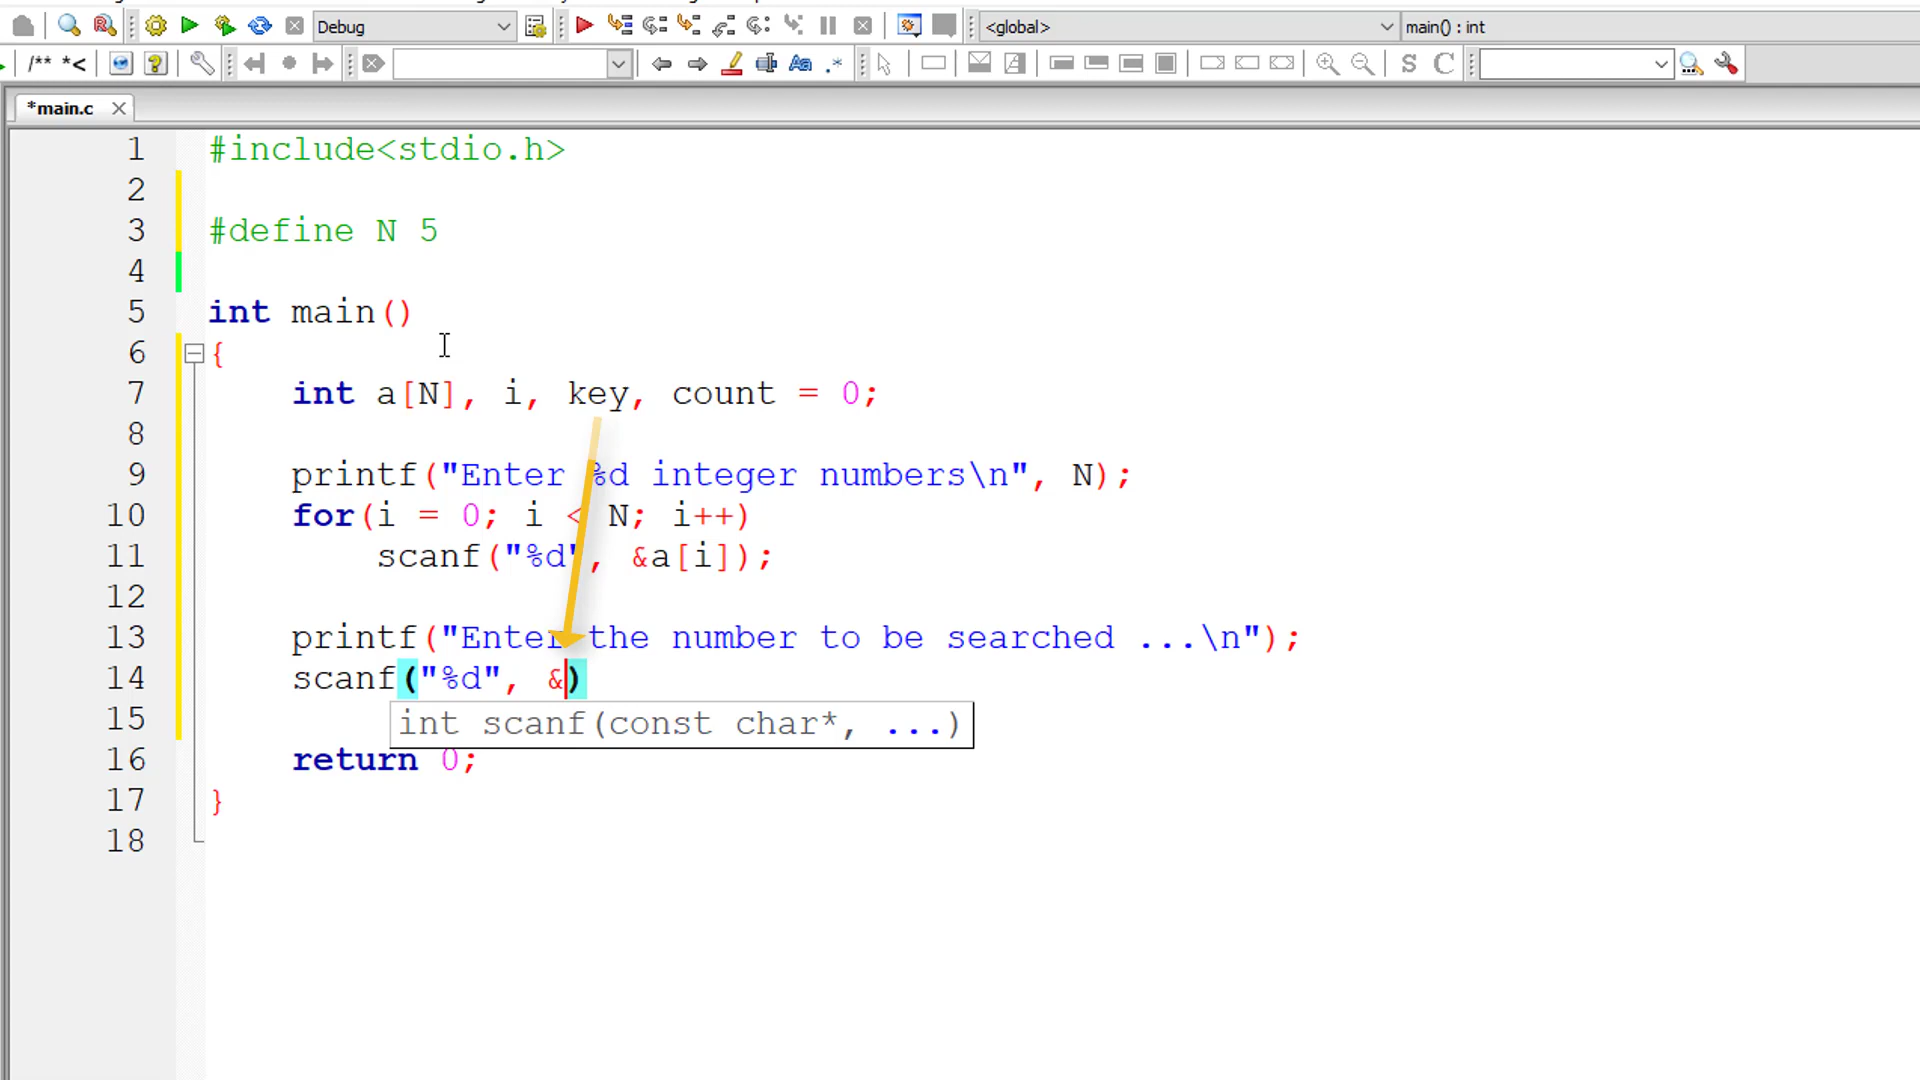 Debug
<global>
main() : int
/** *<
Aa .*
S C
*main.c
1 #include<stdio.h>
2
3 #define N 5
4
5 int main()
6 {
7 int a[N], i, key, count = 0;
8
9 printf("Enter %d integer numbers\n", N);
10 for(i = 0; i < N; i++)
11 scanf("%d", &a[i]);
12
13 printf("Enter the number to be searched ...\n");
14 scanf("%d", &)
15 int scanf(const char*, ...)
16 return 0;
17 }
18